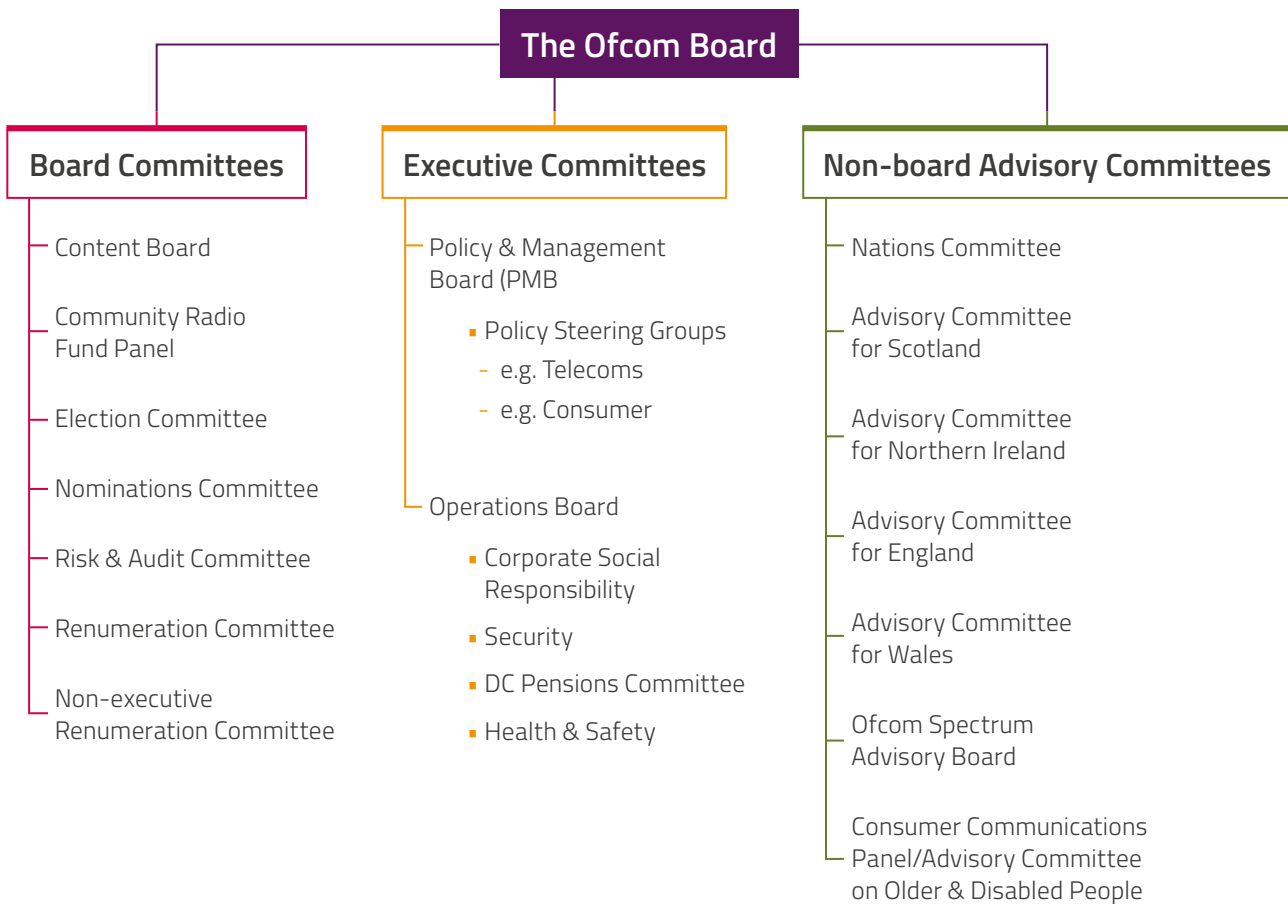 The Ofcom Board
Board Committees
Content Board
Community Radio
Fund Panel
Election Committee
Nominations Committee
Risk & Audit Committee
Renumeration Committee
Non-executive
Renumeration Committee
Executive Committees
Policy & Management
Board (PMB
Policy Steering Groups
- e.g. Telecoms
- e.g. Consumer
Operations Board
Corporate Social
Responsibility
Security
DC Pensions Committee
Health & Safety
Non-board Advisory Committees
Nations Committee
Advisory Committee
for Scotland
Advisory Committee
for Northern Ireland
Advisory Committee
for England
Advisory Committee
for Wales
Ofcom Spectrum
Advisory Board
Consumer Communications
Panel/Advisory Committee
on Older & Disabled People